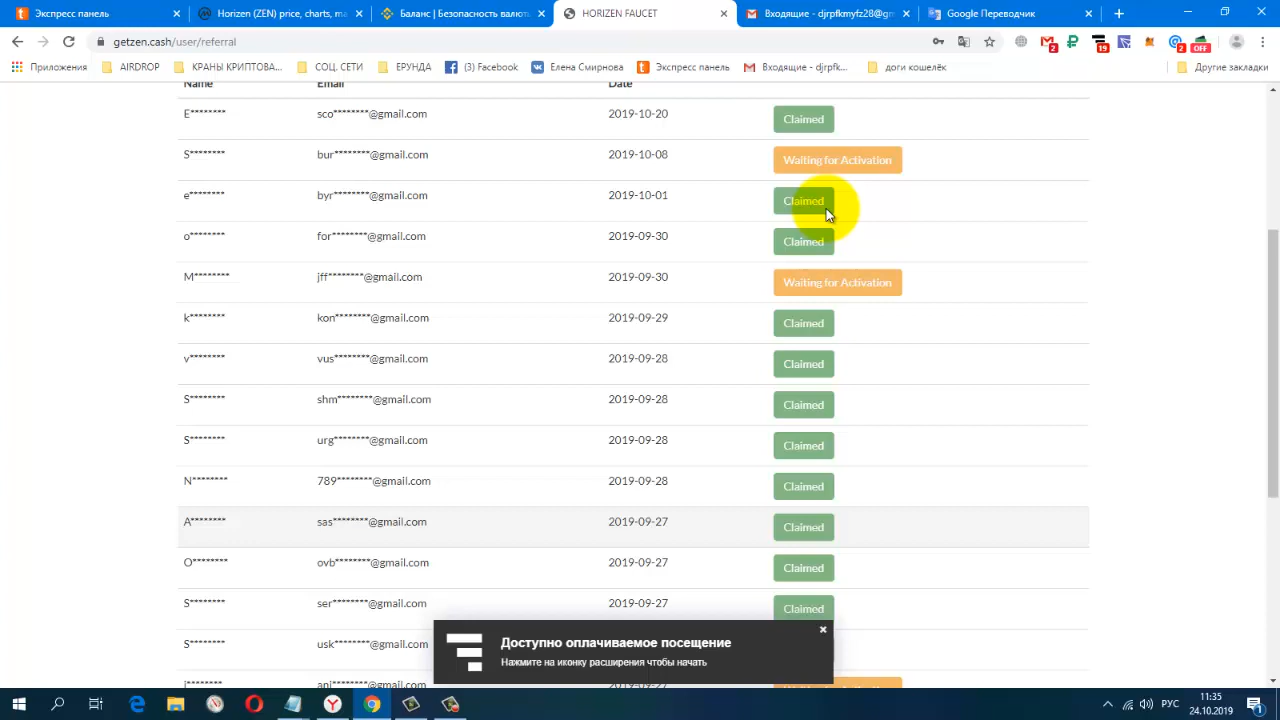 Экспресс панель
Horizen (ZEN) price, charts, ma
Баланс | Безопасность валют
HORIZEN FAUCET
Входящие - djrpfkmyfz28@gm
Google Переводчик
getzen.cash/user/referral
2
19
2
OFF
Приложения
AIRDROP
КРАНЫ КРИПТОВА...
СОЦ. СЕТИ
ЕРУНДА
Facebook
Елена Смирнова
Экспресс панель
Входящие - djrpfk...
доги кошелёк
Другие закладки
Name Email Date
E******** sco********@gmail.com 2019-10-20 Claimed
S******** bur********@gmail.com 2019-10-08 Waiting for Activation
e******** byr********@gmail.com 2019-10-01 Claimed
o******** for********@gmail.com 2019-09-30 Claimed
M******** jff********@gmail.com 2019-09-30 Waiting for Activation
k******** kon********@gmail.com 2019-09-29 Claimed
v******** vus********@gmail.com 2019-09-28 Claimed
S******** shm********@gmail.com 2019-09-28 Claimed
S******** urg********@gmail.com 2019-09-28 Claimed
N******** 789********@gmail.com 2019-09-28 Claimed
A******** sas********@gmail.com 2019-09-27 Claimed
O******** ovb********@gmail.com 2019-09-27 Claimed
S******** ser********@gmail.com 2019-09-27 Claimed
S******** usk********@gmail.com
Доступно оплачиваемое посещение
Нажмите на иконку расширения чтобы начать
РУС
11:35
24.10.2019
1